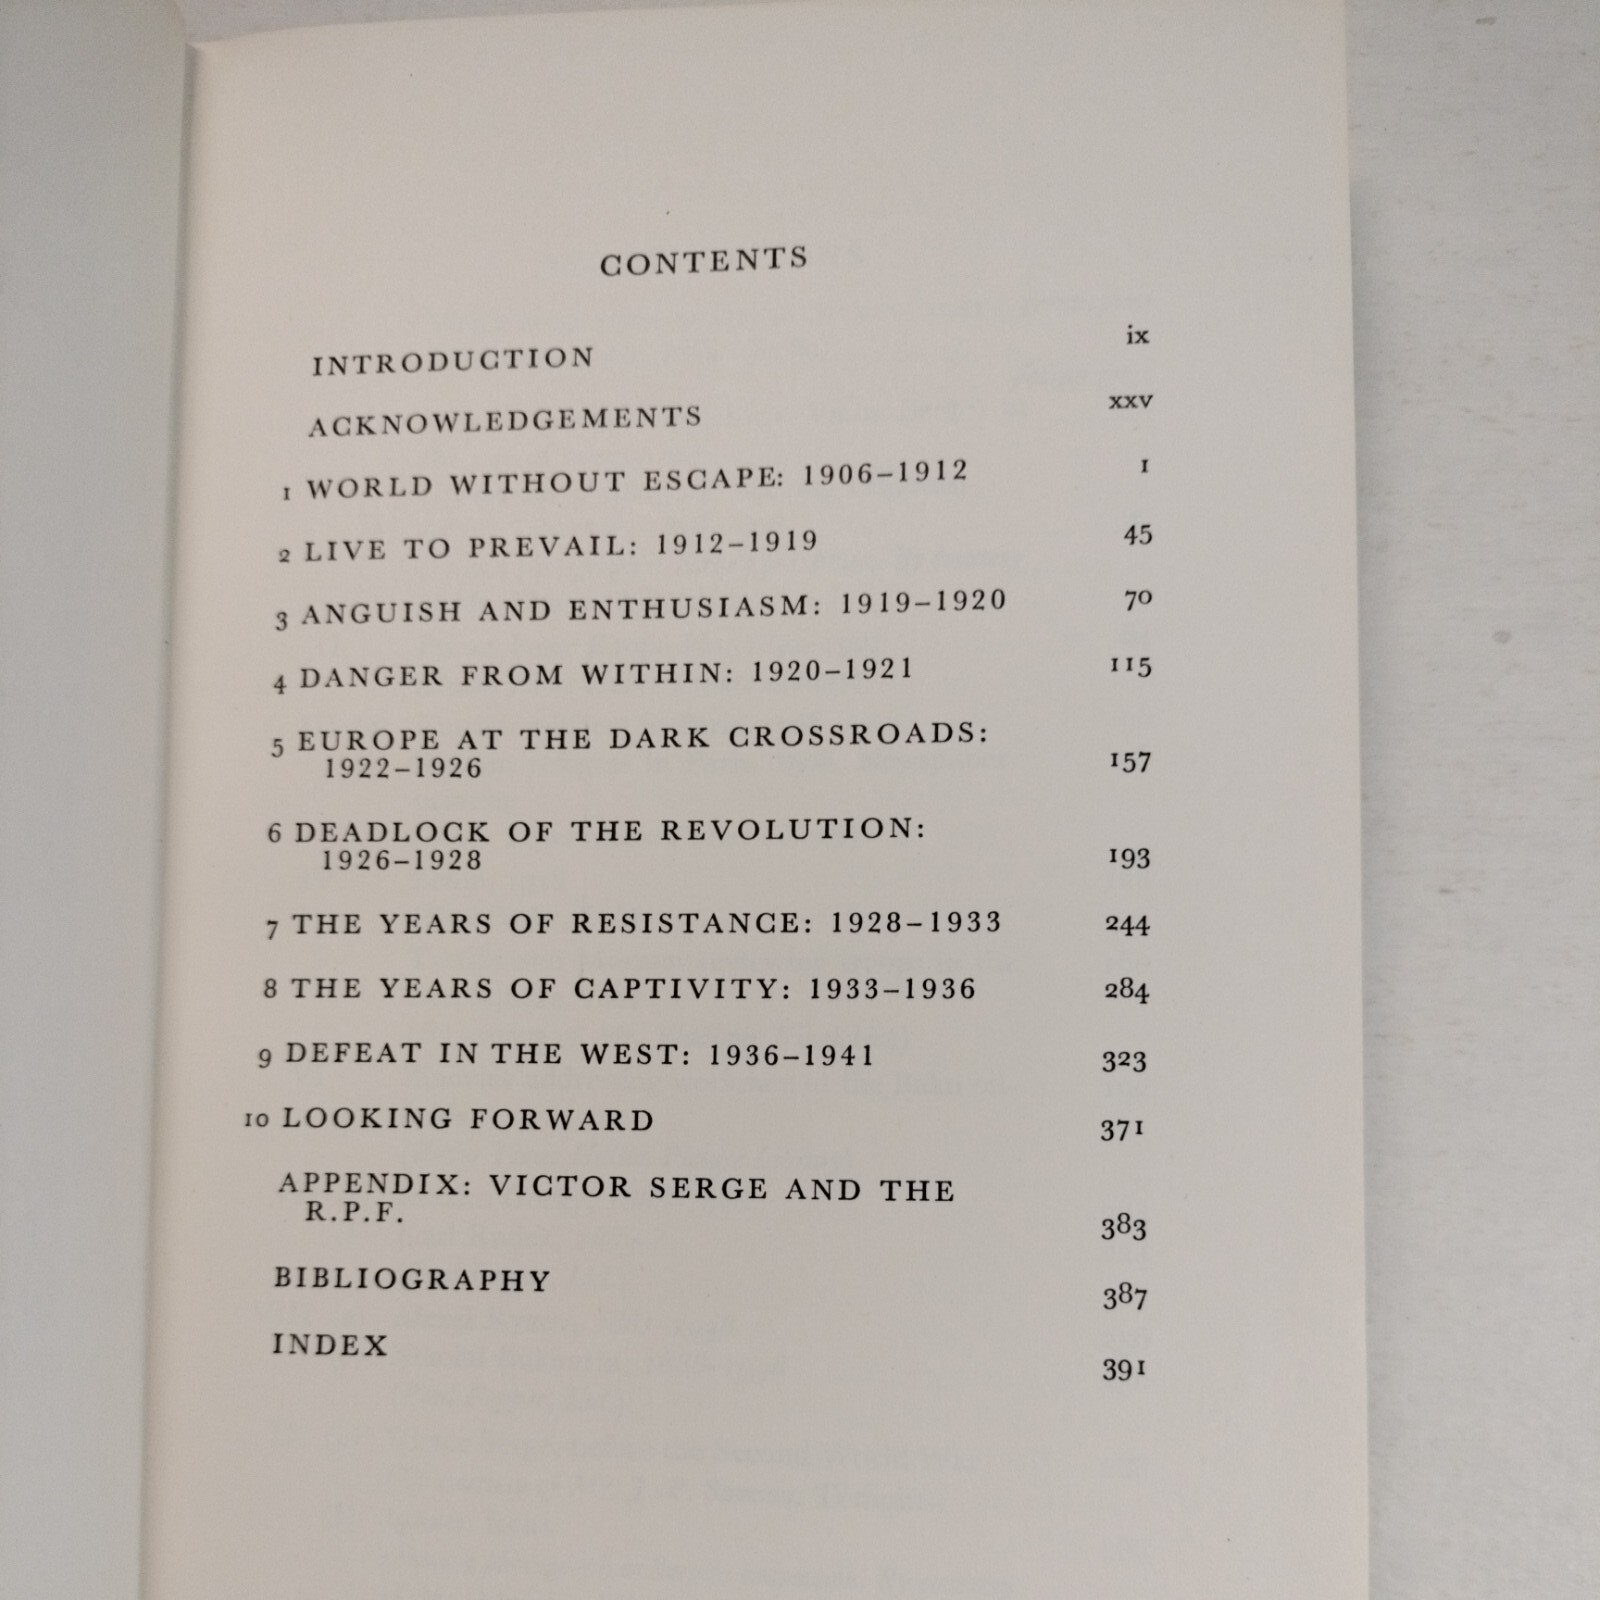 CONTENTS
INTRODUCTION ix
ACKNOWLEDGEMENTS xxv
1 WORLD WITHOUT ESCAPE: 1906–1912 1
2 LIVE TO PREVAIL: 1912–1919 45
3 ANGUISH AND ENTHUSIASM: 1919–1920 70
4 DANGER FROM WITHIN: 1920–1921 115
5 EUROPE AT THE DARK CROSSROADS:
1922–1926 157
6 DEADLOCK OF THE REVOLUTION:
1926–1928 193
7 THE YEARS OF RESISTANCE: 1928–1933 244
8 THE YEARS OF CAPTIVITY: 1933–1936 284
9 DEFEAT IN THE WEST: 1936–1941 323
10 LOOKING FORWARD 371
APPENDIX: VICTOR SERGE AND THE
R.P.F. 383
BIBLIOGRAPHY 387
INDEX 391